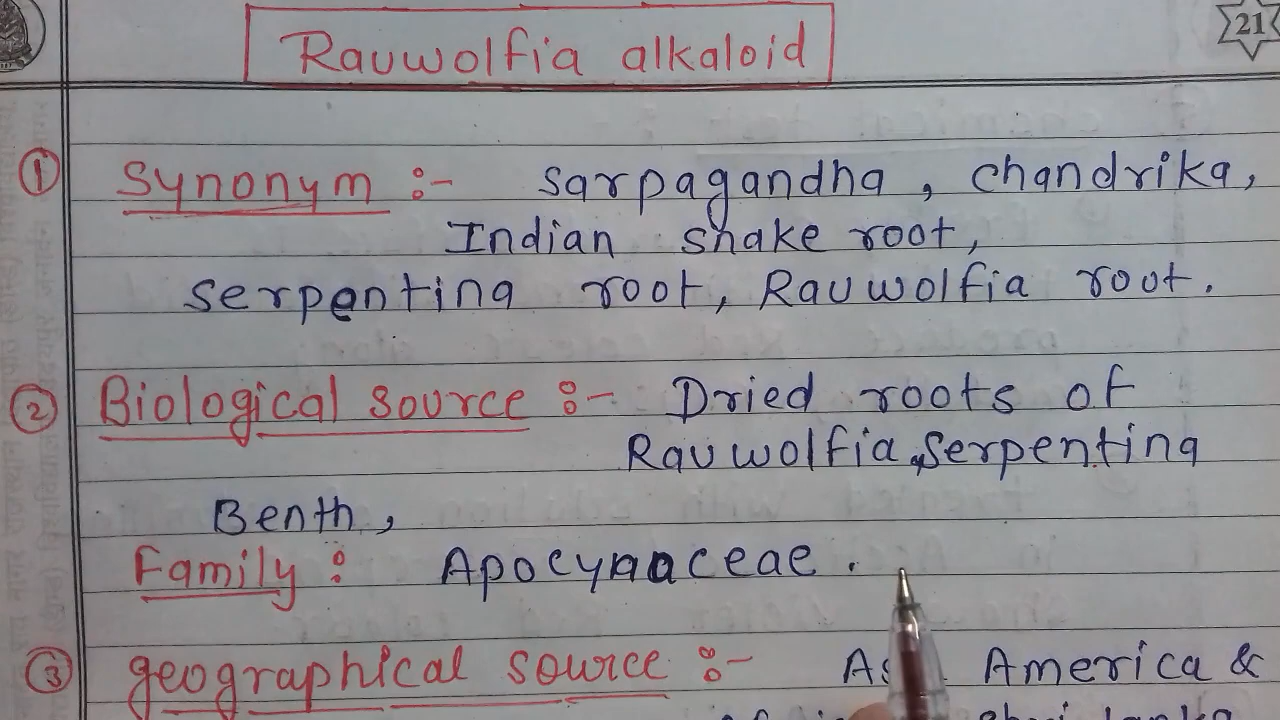 21
Rauwolfia alkaloid
① Synonym :- sarpagandha, chandrika,
Indian snake root,
serpentina root, Rauwolfia root.
② Biological source :- Dried roots of
Rauwolfia serpentina
Benth,
Family : Apocynaceae.
③ geographical source :- America &